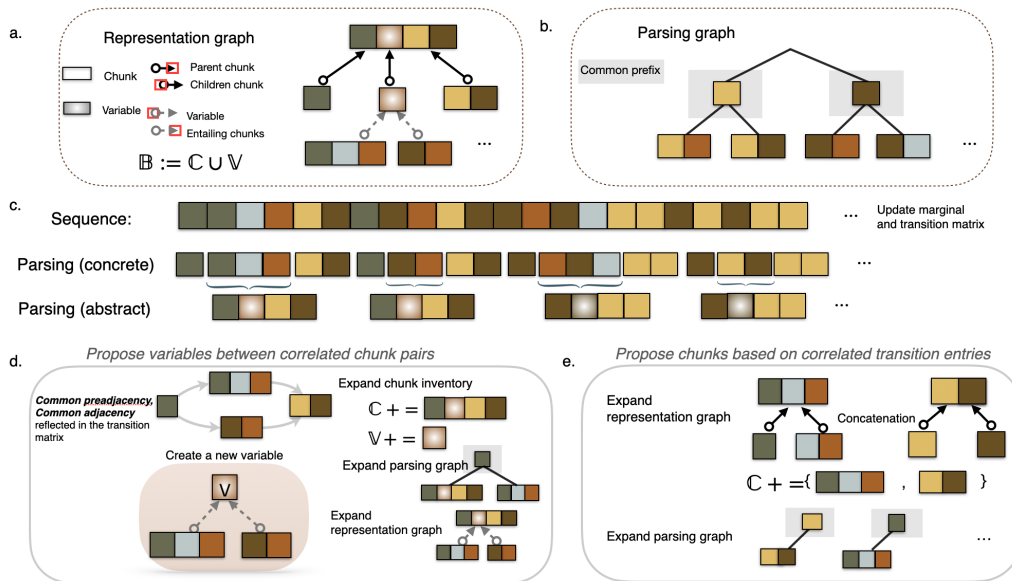 a.
Representation graph
Chunk
Parent chunk
Children chunk
Variable
Variable
Entailing chunks
𝔹 := ℂ ∪ 𝕍
...
b.
Parsing graph
Common prefix
...
c.
Sequence:
...
Update marginal
and transition matrix
Parsing (concrete)
...
Parsing (abstract)
...
d.
Propose variables between correlated chunk pairs
Common preadjacency,
Common adjacency
reflected in the transition
matrix
Create a new variable
V
Expand chunk inventory
ℂ + =
𝕍 + =
Expand parsing graph
Expand
representation graph
e.
Propose chunks based on correlated transition entries
Expand
representation graph
Concatenation
ℂ + = { , }
Expand parsing graph
...